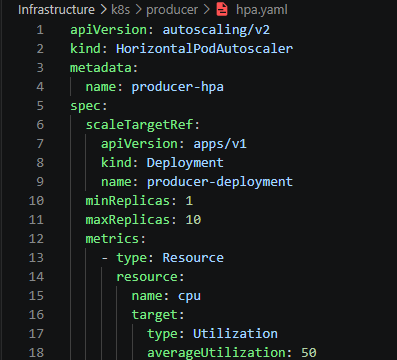 Infrastructure > k8s > producer > hpa.yaml
1 apiVersion: autoscaling/v2
2 kind: HorizontalPodAutoscaler
3 metadata:
4   name: producer-hpa
5 spec:
6   scaleTargetRef:
7     apiVersion: apps/v1
8     kind: Deployment
9     name: producer-deployment
10   minReplicas: 1
11   maxReplicas: 10
12   metrics:
13     - type: Resource
14       resource:
15         name: cpu
16         target:
17           type: Utilization
18           averageUtilization: 50